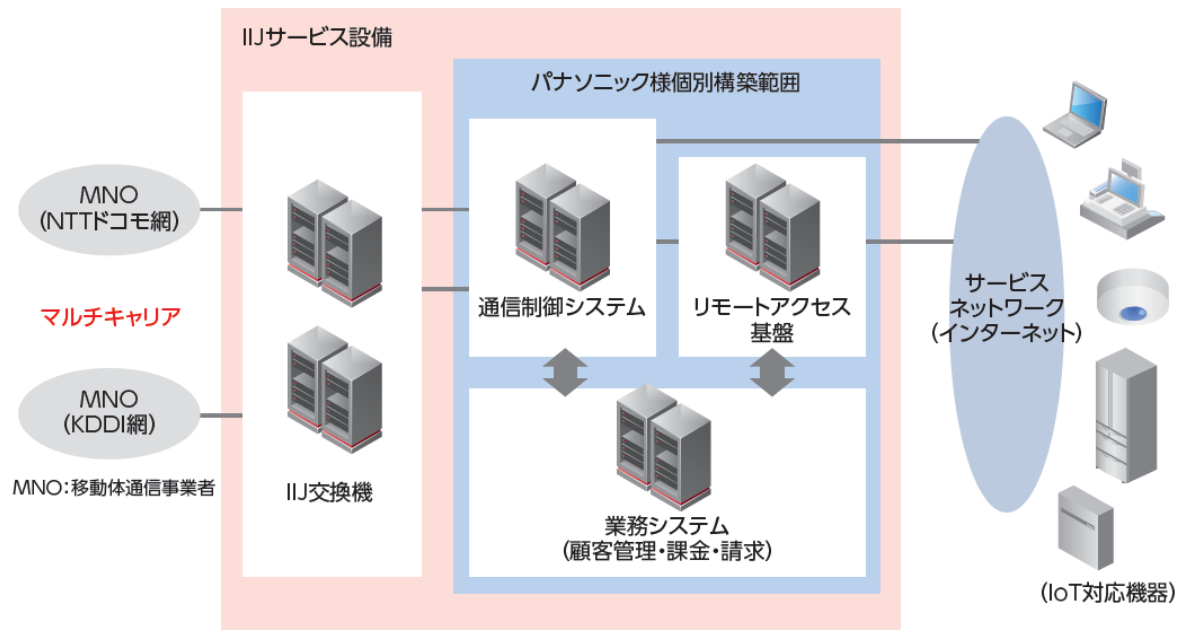 IIJサービス設備
パナソニック様個別構築範囲
MNO
(NTTドコモ網)
マルチキャリア
MNO
(KDDI網)
MNO:移動体通信事業者
IIJ交換機
通信制御システム
リモートアクセス
基盤
業務システム
(顧客管理・課金・請求)
サービス
ネットワーク
(インターネット)
(IoT対応機器)